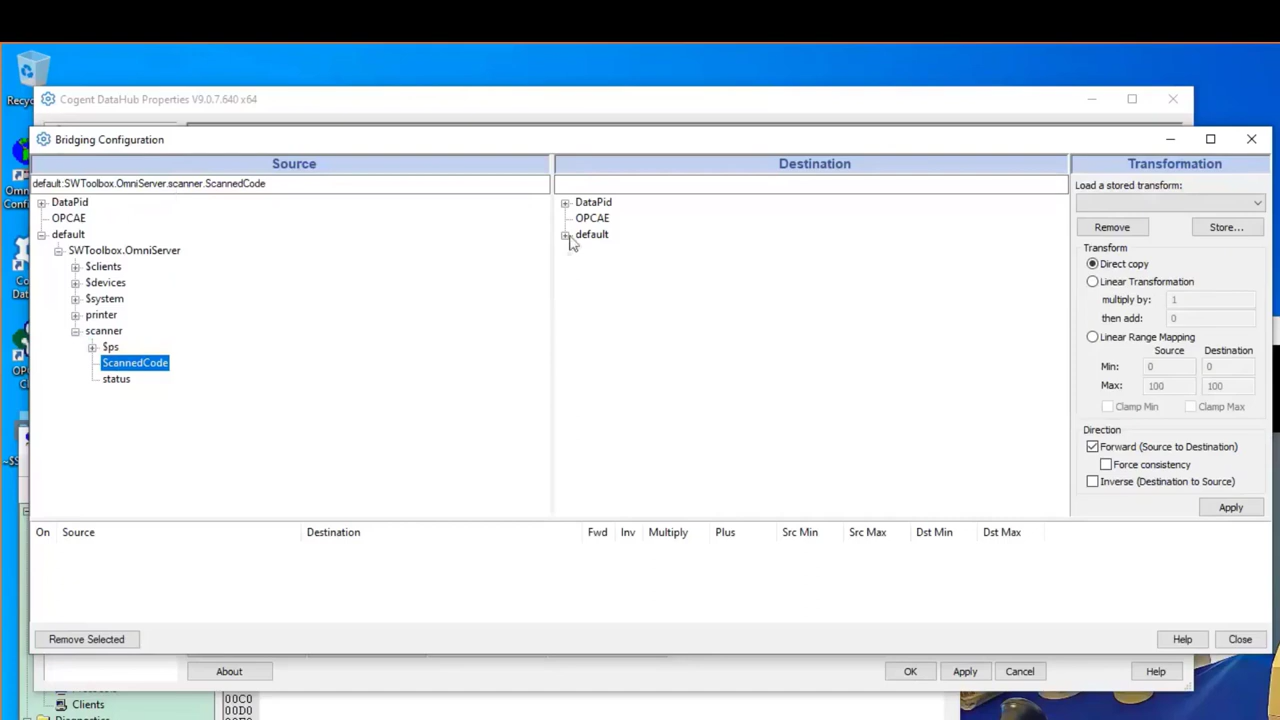 Recy
Cogent DataHub Properties V9.0.7.640 x64
Bridging Configuration
Source
Destination
Transformation
default:SWToolbox.OmniServer.scanner.ScannedCode
Load a stored transform:
DataPid
OPCAE
default
SWToolbox.OmniServer
$clients
$devices
$system
printer
scanner
$ps
ScannedCode
status
DataPid
OPCAE
default
Remove
Store...
Transform
Direct copy
Linear Transformation
multiply by: 1
then add: 0
Linear Range Mapping
Source Destination
Min: 0 0
Max: 100 100
Clamp Min Clamp Max
Direction
Forward (Source to Destination)
Force consistency
Inverse (Destination to Source)
Apply
On Source Destination Fwd Inv Multiply Plus Src Min Src Max Dst Min Dst Max
Remove Selected
Help
Close
About
OK
Apply
Cancel
Help
Clients
00C0
00D0